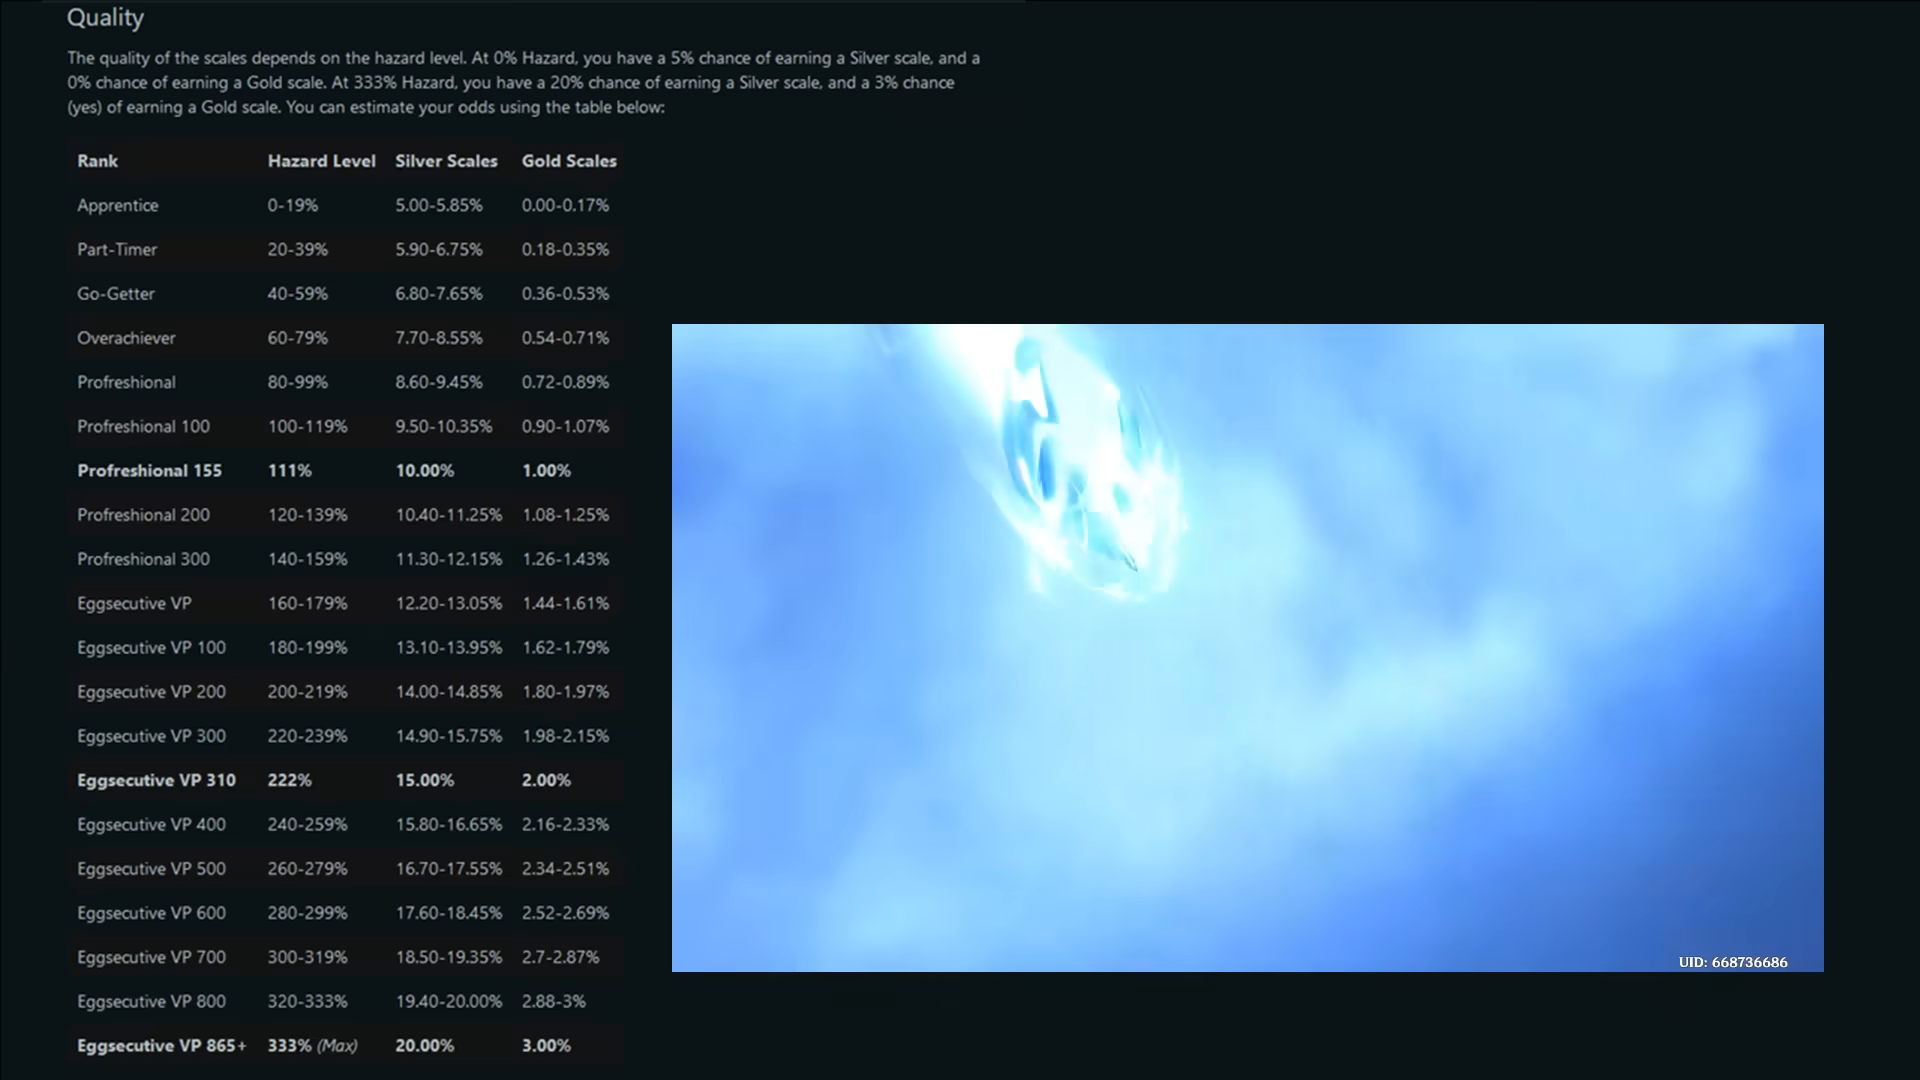 Quality
The quality of the scales depends on the hazard level. At 0% Hazard, you have a 5% chance of earning a Silver scale, and a
0% chance of earning a Gold scale. At 333% Hazard, you have a 20% chance of earning a Silver scale, and a 3% chance
(yes) of earning a Gold scale. You can estimate your odds using the table below:
Rank Hazard Level Silver Scales Gold Scales
Apprentice 0-19% 5.00-5.85% 0.00-0.17%
Part-Timer 20-39% 5.90-6.75% 0.18-0.35%
Go-Getter 40-59% 6.80-7.65% 0.36-0.53%
Overachiever 60-79% 7.70-8.55% 0.54-0.71%
Profreshional 80-99% 8.60-9.45% 0.72-0.89%
Profreshional 100 100-119% 9.50-10.35% 0.90-1.07%
Profreshional 155 111% 10.00% 1.00%
Profreshional 200 120-139% 10.40-11.25% 1.08-1.25%
Profreshional 300 140-159% 11.30-12.15% 1.26-1.43%
Eggsecutive VP 160-179% 12.20-13.05% 1.44-1.61%
Eggsecutive VP 100 180-199% 13.10-13.95% 1.62-1.79%
Eggsecutive VP 200 200-219% 14.00-14.85% 1.80-1.97%
Eggsecutive VP 300 220-239% 14.90-15.75% 1.98-2.15%
Eggsecutive VP 310 222% 15.00% 2.00%
Eggsecutive VP 400 240-259% 15.80-16.65% 2.16-2.33%
Eggsecutive VP 500 260-279% 16.70-17.55% 2.34-2.51%
Eggsecutive VP 600 280-299% 17.60-18.45% 2.52-2.69%
Eggsecutive VP 700 300-319% 18.50-19.35% 2.7-2.87%
Eggsecutive VP 800 320-333% 19.40-20.00% 2.88-3%
Eggsecutive VP 865+ 333% (Max) 20.00% 3.00%
UID: 668736686